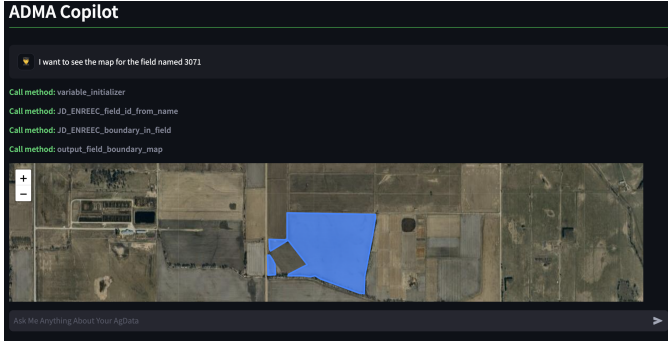 ADMA Copilot
I want to see the map for the field named 3071
Call method: variable_initializer
Call method: JD_ENREEC_field_id_from_name
Call method: JD_ENREEC_boundary_in_field
Call method: output_field_boundary_map
+
−
Ask Me Anything About Your AgData